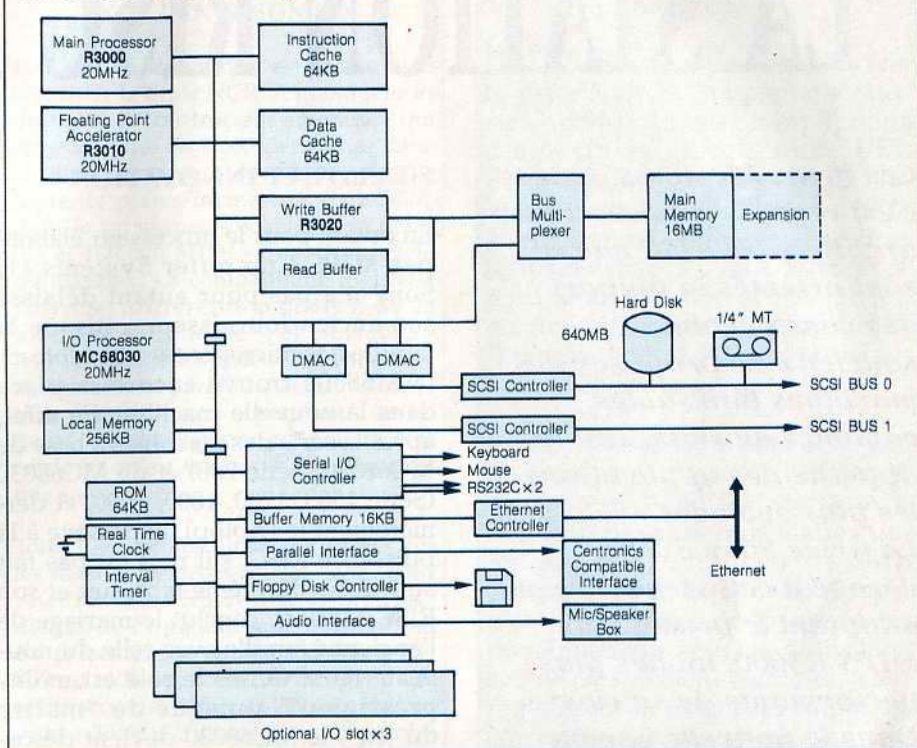 Main Processor
R3000
20MHz
Instruction
Cache
64KB
Floating Point
Accelerator
R3010
20MHz
Data
Cache
64KB
Write Buffer
R3020
Read Buffer
Bus
Multi-
plexer
Main
Memory
16MB
Expansion
I/O Processor
MC68030
20MHz
Local Memory
256KB
DMAC
DMAC
Hard Disk
640MB
1/4" MT
SCSI Controller
SCSI BUS 0
SCSI Controller
SCSI BUS 1
Serial I/O
Controller
Keyboard
Mouse
RS232C×2
ROM
64KB
Real Time
Clock
Interval
Timer
Buffer Memory 16KB
Ethernet
Controller
Ethernet
Parallel Interface
Centronics
Compatible
Interface
Floppy Disk Controller
Audio Interface
Mic/Speaker
Box
Optional I/O slot×3